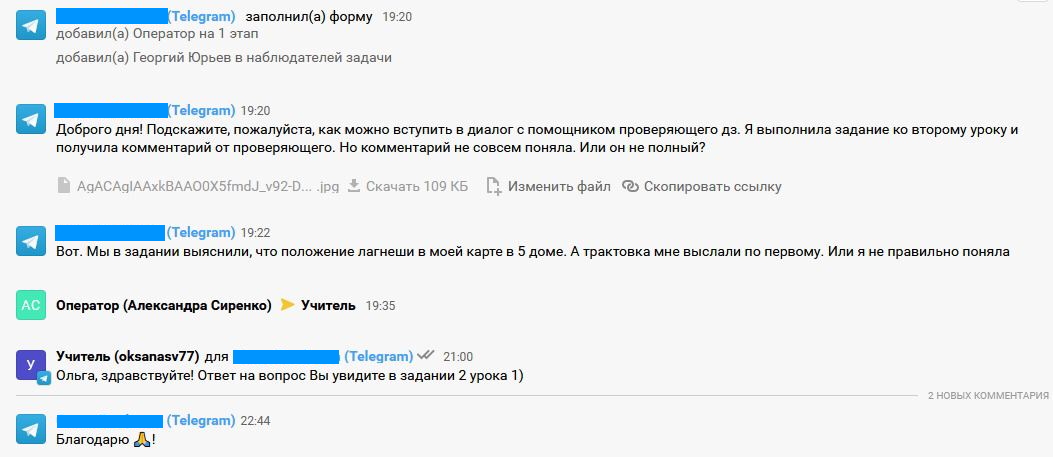 (Telegram) заполнил(а) форму 19:20
добавил(а) Оператор на 1 этап
добавил(а) Георгий Юрьев в наблюдателей задачи
(Telegram) 19:20
Доброго дня! Подскажите, пожалуйста, как можно вступить в диалог с помощником проверяющего дз. Я выполнила задание ко второму уроку и
получила комментарий от проверяющего. Но комментарий не совсем поняла. Или он не полный?
AgACAgIAAxkBAAO0X5fmdJ_v92-D... .jpg Скачать 109 КБ Изменить файл Скопировать ссылку
(Telegram) 19:22
Вот. Мы в задании выяснили, что положение лагнеши в моей карте в 5 доме. А трактовка мне выслали по первому. Или я не правильно поняла
АС Оператор (Александра Сиренко) Учитель 19:35
У Учитель (oksanasv77) для (Telegram) 21:00
Ольга, здравствуйте! Ответ на вопрос Вы увидите в задании 2 урока 1)
2 НОВЫХ КОММЕНТАРИЯ
(Telegram) 22:44
Благодарю 🙏!